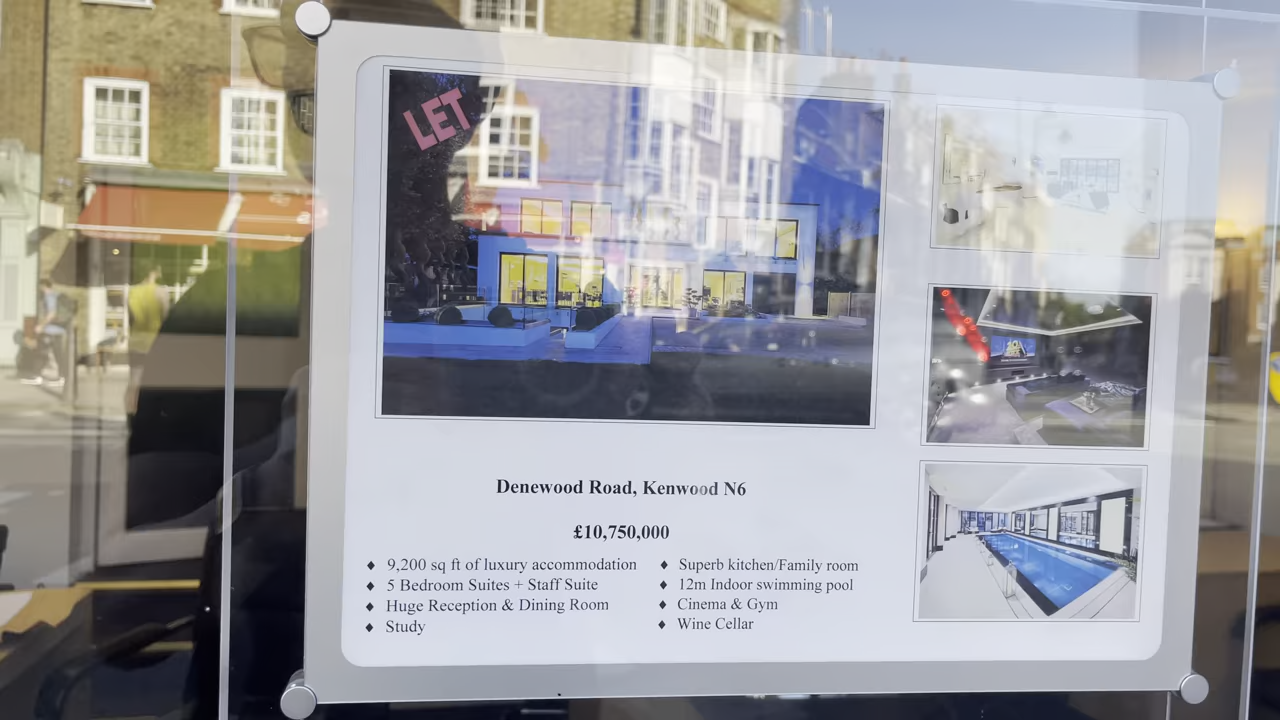 LET
Denewood Road, Kenwood N6
£10,750,000
♦ 9,200 sq ft of luxury accommodation
♦ 5 Bedroom Suites + Staff Suite
♦ Huge Reception & Dining Room
♦ Study
♦ Superb kitchen/Family room
♦ 12m Indoor swimming pool
♦ Cinema & Gym
♦ Wine Cellar